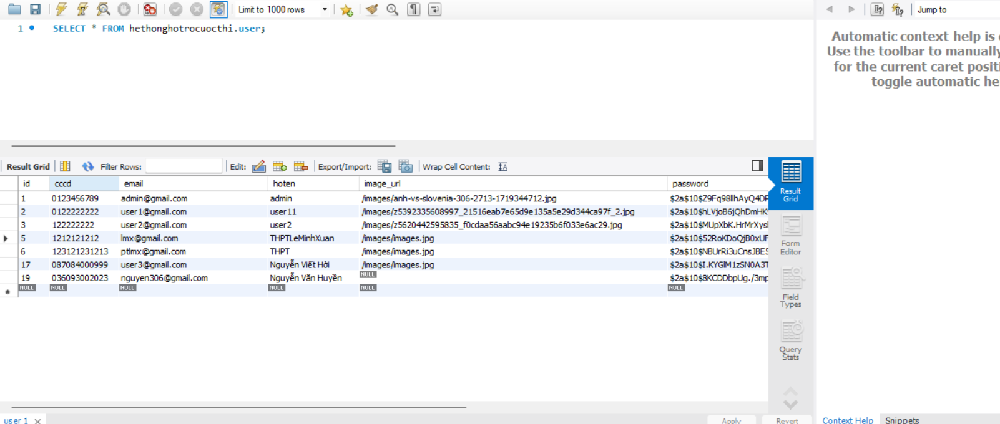 Limit to 1000 rows
Jump to
1 SELECT * FROM hethonghotrocuocthi.user;
Automatic context help is
Use the toolbar to manually
for the current caret
toggle automatic
Result Grid Filter Rows: Edit: Export/Import: Wrap Cell Content:
id cccd email hoten image_url password
1 0123456789 admin@gmail.com admin /images/anh-vs-slovenia-306-2713-1719344712.jpg $2a$10$Z9Fq98llhAyQ4DP
2 0122222222 user1@gmail.com user11 /images/z5392335608997_21516eab7e65d9e135a5e29d344ca97f_2.jpg $2a$10$hLVjoB6jQhDmHK
3 122222222 user2@gmail.com user2 /images/z5620442595835_f0cdaa56aabc94e19235b6f033e6ac29.jpg $2a$10$MUpXbK.HrMrXysl
5 1212121212 lmx@gmail.com THPTLeMinhXuan /images/images.jpg $2a$10$52RoKDoQjB0xUF
6 123121231213 ptlmx@gmail.com THPT /images/images.jpg $2a$10$NBUrRi3uCnsJBE5
17 087084000999 user3@gmail.com Nguyễn Viết Hời /images/images.jpg $2a$10$I.KYGlM1zSN0A3T
19 036093002023 nguyen306@gmail.com Nguyễn Văn Huyền NULL $2a$10$8KCDDbpUg./3mp
NULL NULL NULL NULL NULL NULL
Result
Grid
Form
Editor
Field
Types
Query
Stats
user 1
Apply Revert
Context Help Snippets